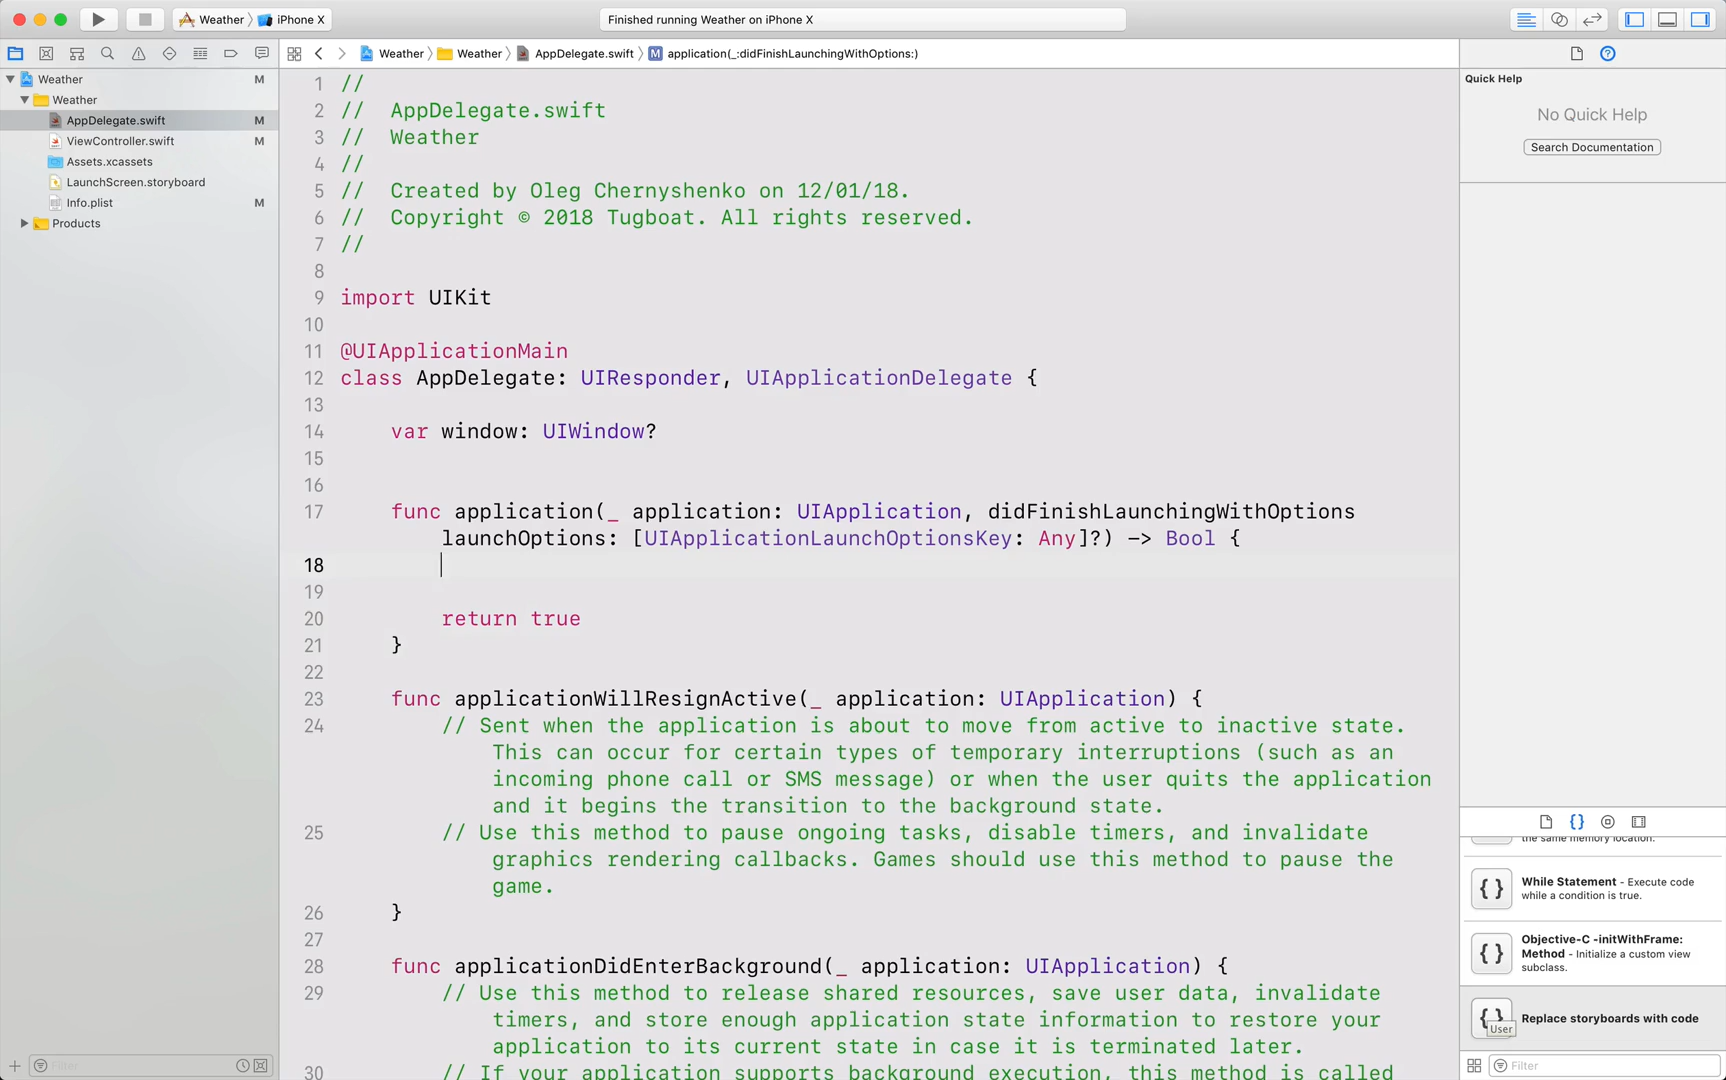 Weather
iPhone X
Finished running Weather on iPhone X
Weather
Weather
AppDelegate.swift
M
application(_:didFinishLaunchingWithOptions:)
Weather M
Weather
AppDelegate.swift M
ViewController.swift M
Assets.xcassets
LaunchScreen.storyboard
Info.plist M
Products
Filter
1 //
2 //  AppDelegate.swift
3 //  Weather
4 //
5 //  Created by Oleg Chernyshenko on 12/01/18.
6 //  Copyright © 2018 Tugboat. All rights reserved.
7 //
8
9 import UIKit
10
11 @UIApplicationMain
12 class AppDelegate: UIResponder, UIApplicationDelegate {
13
14 var window: UIWindow?
15
16
17 func application(_ application: UIApplication, didFinishLaunchingWithOptions
launchOptions: [UIApplicationLaunchOptionsKey: Any]?) -> Bool {
18
19
20 return true
21 }
22
23 func applicationWillResignActive(_ application: UIApplication) {
24 // Sent when the application is about to move from active to inactive state.
This can occur for certain types of temporary interruptions (such as an
incoming phone call or SMS message) or when the user quits the application
and it begins the transition to the background state.
25 // Use this method to pause ongoing tasks, disable timers, and invalidate
graphics rendering callbacks. Games should use this method to pause the
game.
26 }
27
28 func applicationDidEnterBackground(_ application: UIApplication) {
29 // Use this method to release shared resources, save user data, invalidate
timers, and store enough application state information to restore your
application to its current state in case it is terminated later.
30 // If your application supports background execution, this method is called
Quick Help
No Quick Help
Search Documentation
the same memory location.
{ }
While Statement - Execute code
while a condition is true.
{ }
Objective-C -initWithFrame:
Method - Initialize a custom view
subclass.
{ }
User
Replace storyboards with code
Filter